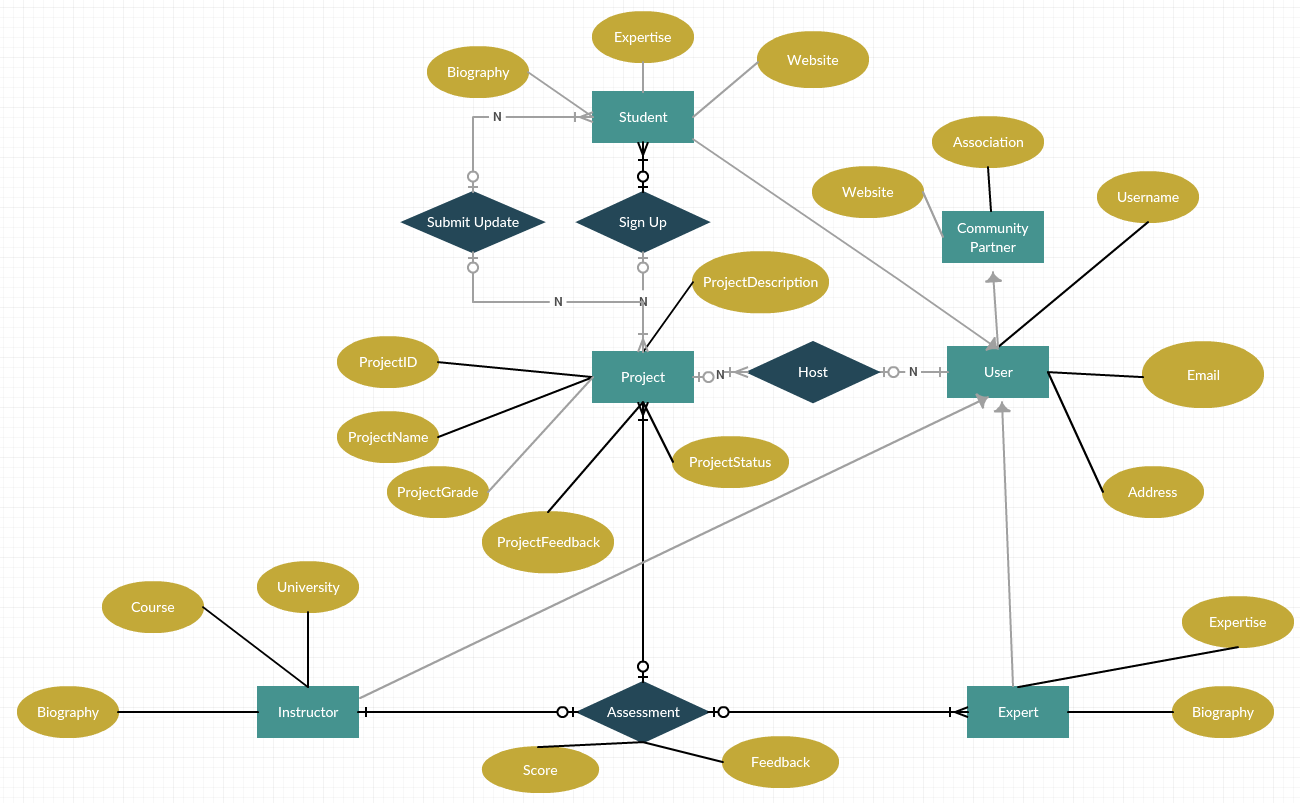 Expertise
Website
Biography
N
Student
Association
Website
Username
Submit Update
Sign Up
Community
Partner
ProjectDescription
N
N
ProjectID
Project
N
Host
N
User
Email
ProjectName
ProjectStatus
ProjectGrade
Address
ProjectFeedback
University
Course
Expertise
Biography
Instructor
Assessment
Expert
Biography
Score
Feedback